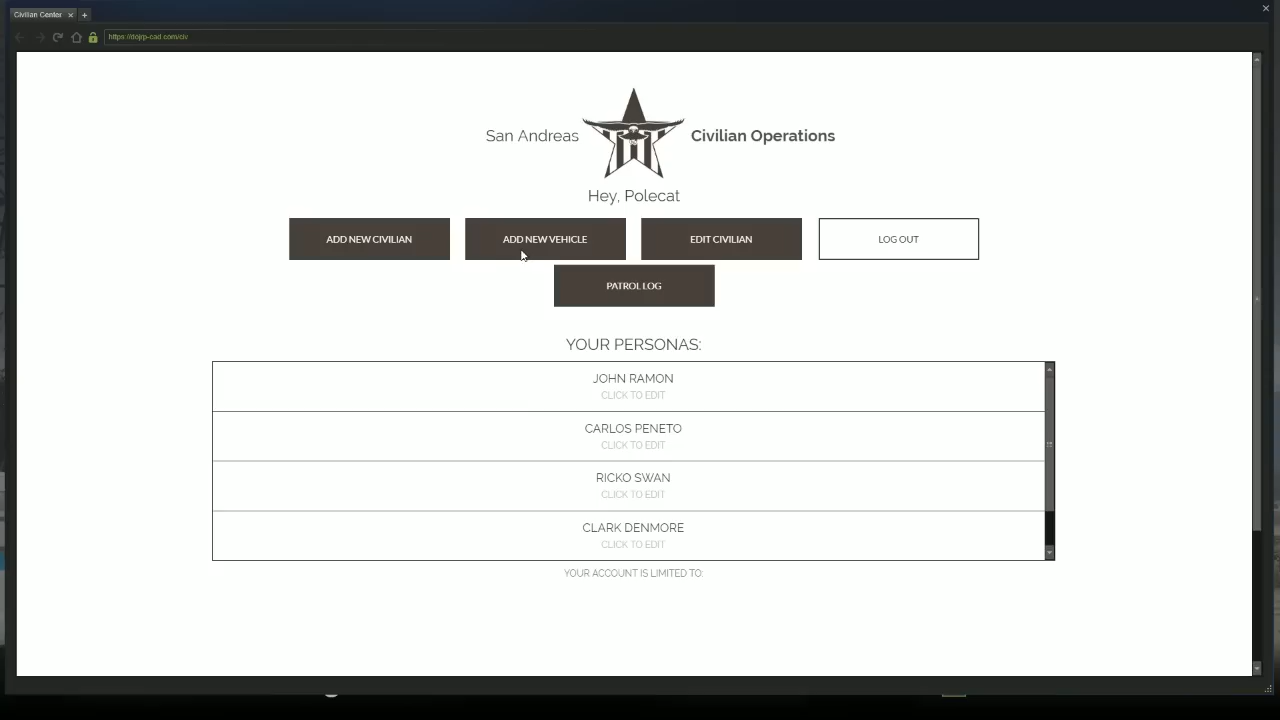 Civilian Center
https://dojrp-cad.com/civ
San Andreas Civilian Operations
Hey, Polecat
ADD NEW CIVILIAN ADD NEW VEHICLE EDIT CIVILIAN LOG OUT
PATROL LOG
YOUR PERSONAS:
JOHN RAMON
CLICK TO EDIT
CARLOS PENETO
CLICK TO EDIT
RICKO SWAN
CLICK TO EDIT
CLARK DENMORE
CLICK TO EDIT
YOUR ACCOUNT IS LIMITED TO: